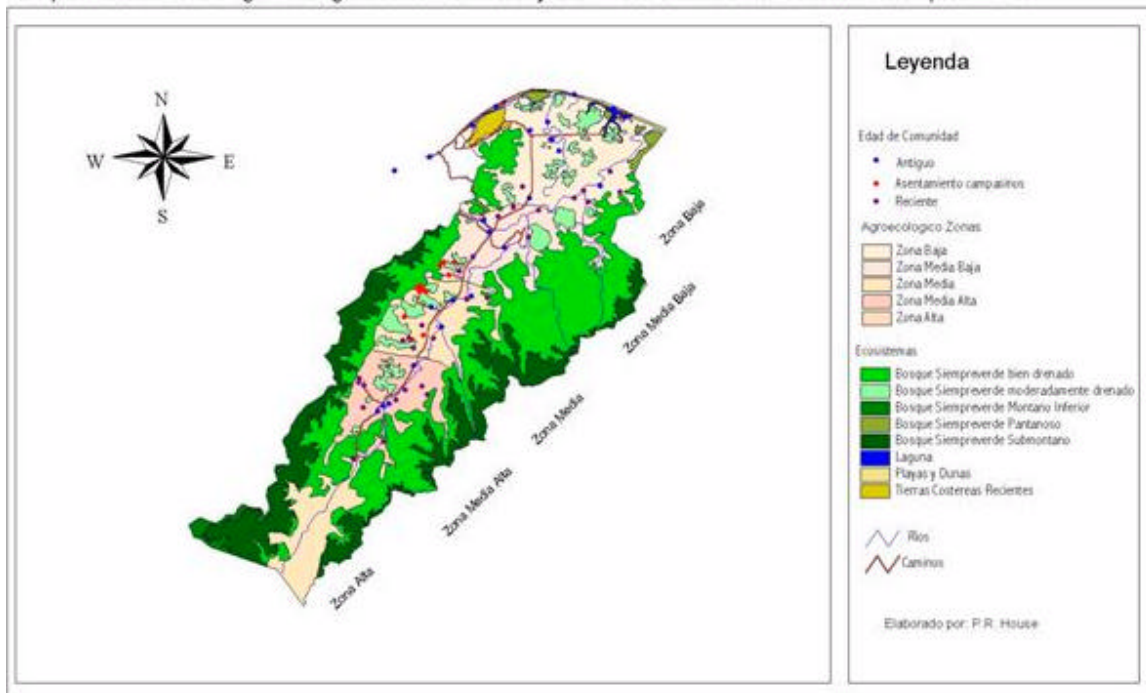 N
W E
S
Zona Baja
Zona Media Baja
Zona Media
Zona Media Alta
Zona Alta
Leyenda
Edad de Comunidad
Antiguo
Asentamiento campasinos
Reciente
Agroecologico Zonas
Zona Baja
Zona Media Baja
Zona Media
Zona Media Alta
Zona Alta
Ecosistemas
Bosque Siempreverde bien drenado
Bosque Siempreverde moderadamente drenado
Bosque Siempreverde Montano Inferior
Bosque Siempreverde Pantanoso
Bosque Siempreverde Submontano
Laguna
Playas y Dunas
Tierras Costereas Recientes
Rios
Caminos
Elaborado por: P.R. House